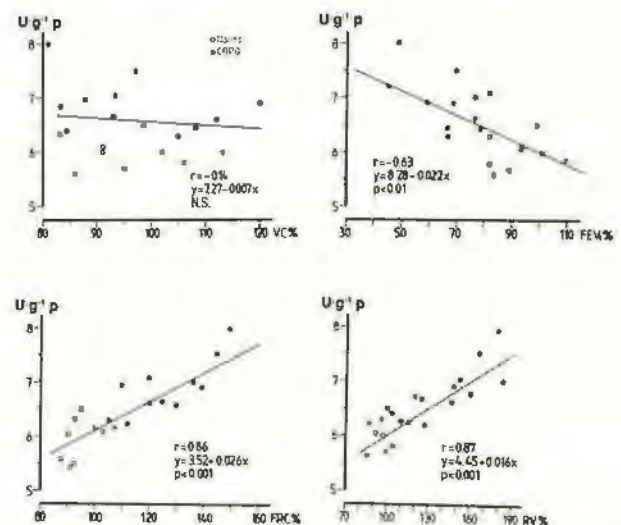 U·g⁻¹ p
8
7
6
5
80 90 100 110 120 VC%
r=-0.14
y=7.27-0.007x
N.S.
U·g⁻¹ p
8
7
6
5
30 50 70 90 110 FEV₁%
r=-0.63
y=8.28-0.022x
p<0.01
U·g⁻¹ p
8
7
6
5
80 100 120 140 160 FRC%
r=0.86
y=3.52+0.026x
p<0.001
U·g⁻¹ p
8
7
6
5
70 100 130 160 190 RV%
r=0.87
y=4.45+0.016x
p<0.001